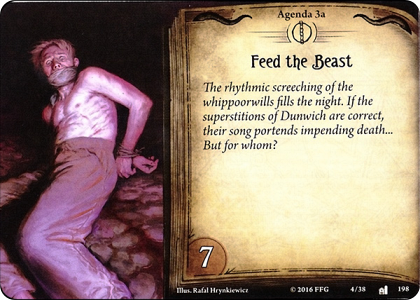 Agenda 3a
Feed the Beast
The rhythmic screeching of the
whippoorwills fills the night. If the
superstitions of Dunwich are correct,
their song portends impending death...
But for whom?
7
Illus. Rafał Hrynkiewicz
© 2016 FFG
4/38
198